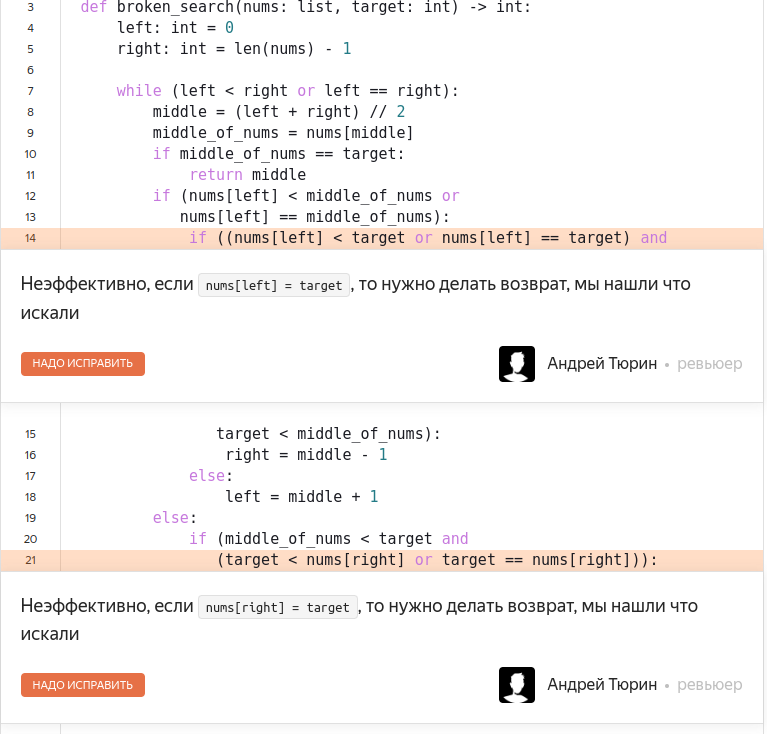 3 def broken_search(nums: list, target: int) -> int:
4 left: int = 0
5 right: int = len(nums) - 1
6
7 while (left < right or left == right):
8 middle = (left + right) // 2
9 middle_of_nums = nums[middle]
10 if middle_of_nums == target:
11 return middle
12 if (nums[left] < middle_of_nums or
13 nums[left] == middle_of_nums):
14 if ((nums[left] < target or nums[left] == target) and
Неэффективно, если nums[left] = target, то нужно делать возврат, мы нашли что
искали
НАДО ИСПРАВИТЬ Андрей Тюрин • ревьюер
15 target < middle_of_nums):
16 right = middle - 1
17 else:
18 left = middle + 1
19 else:
20 if (middle_of_nums < target and
21 (target < nums[right] or target == nums[right])):
Неэффективно, если nums[right] = target, то нужно делать возврат, мы нашли что
искали
НАДО ИСПРАВИТЬ Андрей Тюрин • ревьюер